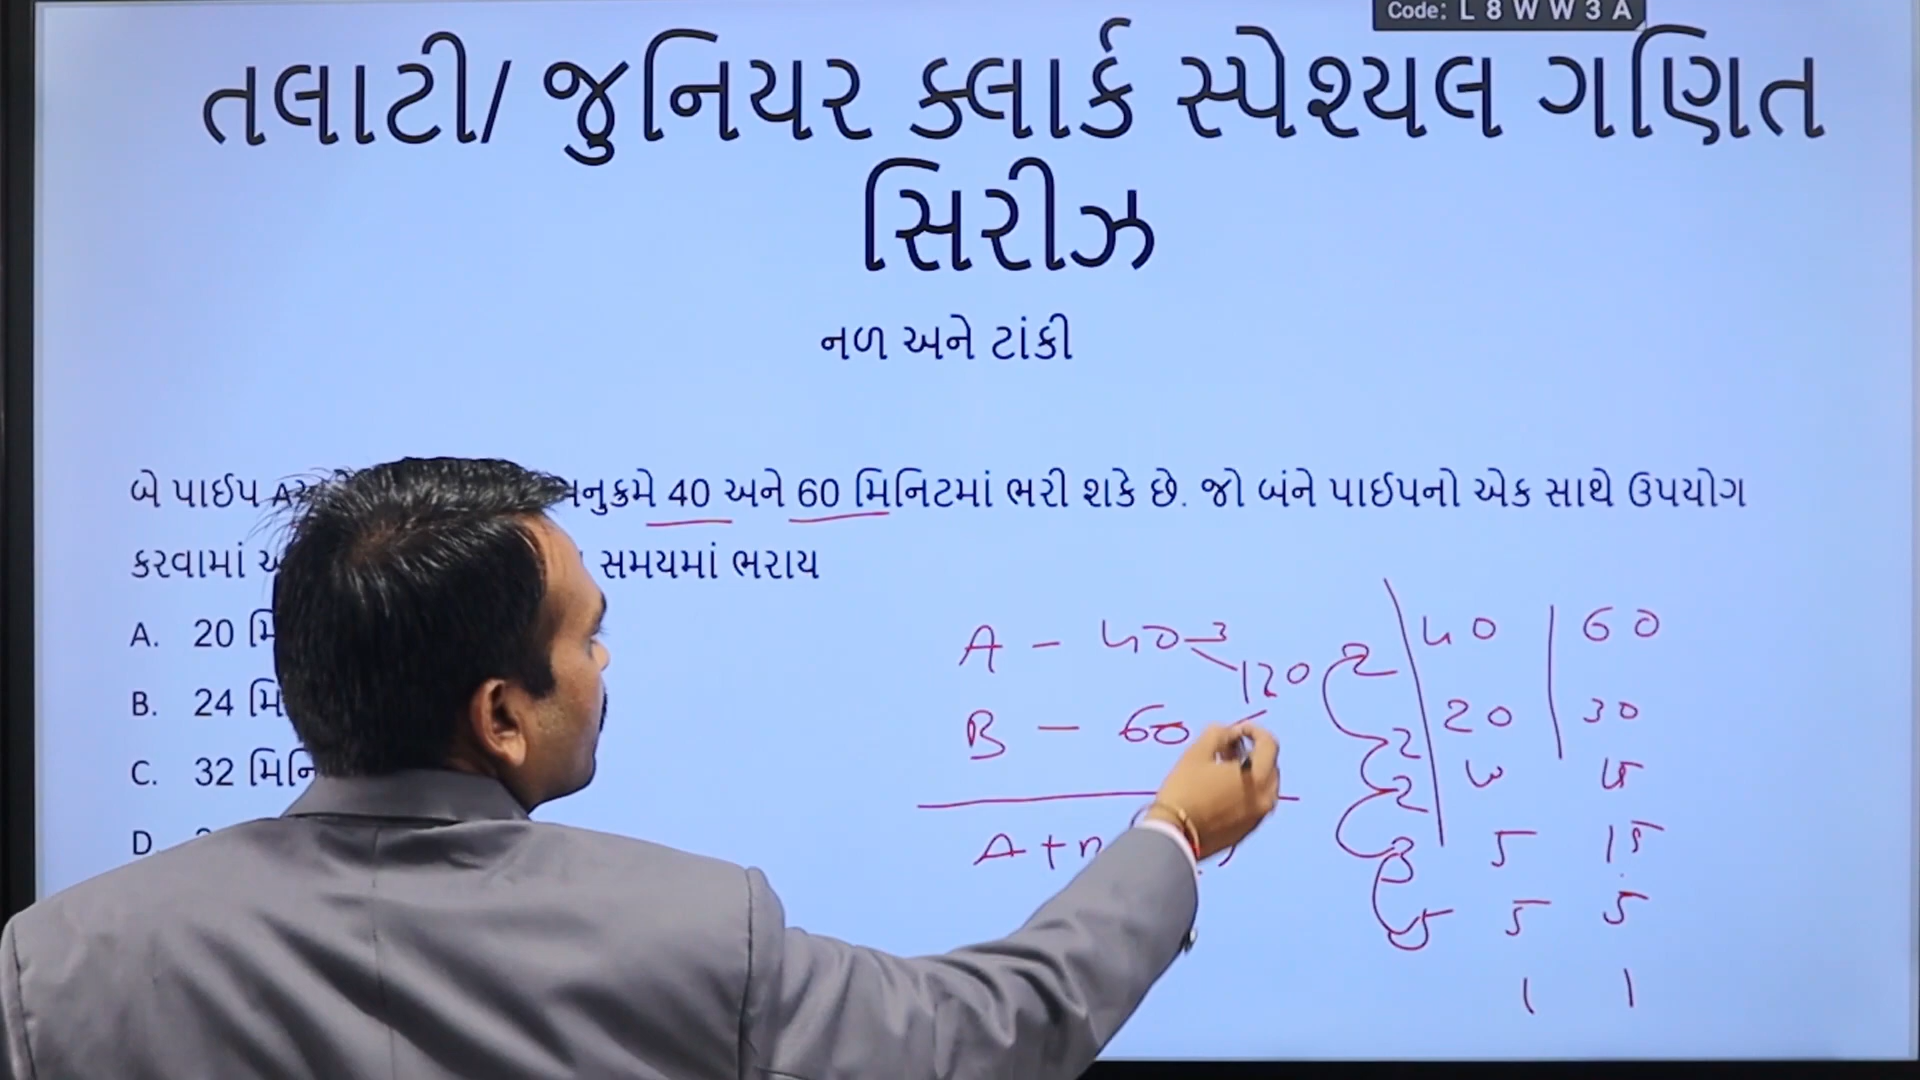 Code: L 8 W W 3 A
તલાટી/ જુનિયર ક્લાર્ક સ્પેશ્યલ ગણિત
સિરીઝ
નળ અને ટાંકી
બે પાઈપ 40 અને 60 મિનિટમાં ભરી શકે છે. જો બંને પાઈપનો એક સાથે ઉપયોગ
કરવામાં સમયમાં ભરાય
A. 20
B. 24
C. 32
D.
A - 40 3
120
B - 60
A +
2 40 60
2 20 30
2 10 15
3 5 15
5 5 5
1 1